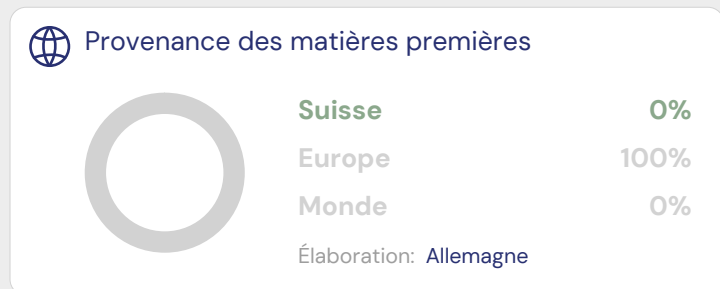 Provenance des matières premières
Suisse 0%
Europe 100%
Monde 0%
Élaboration: Allemagne